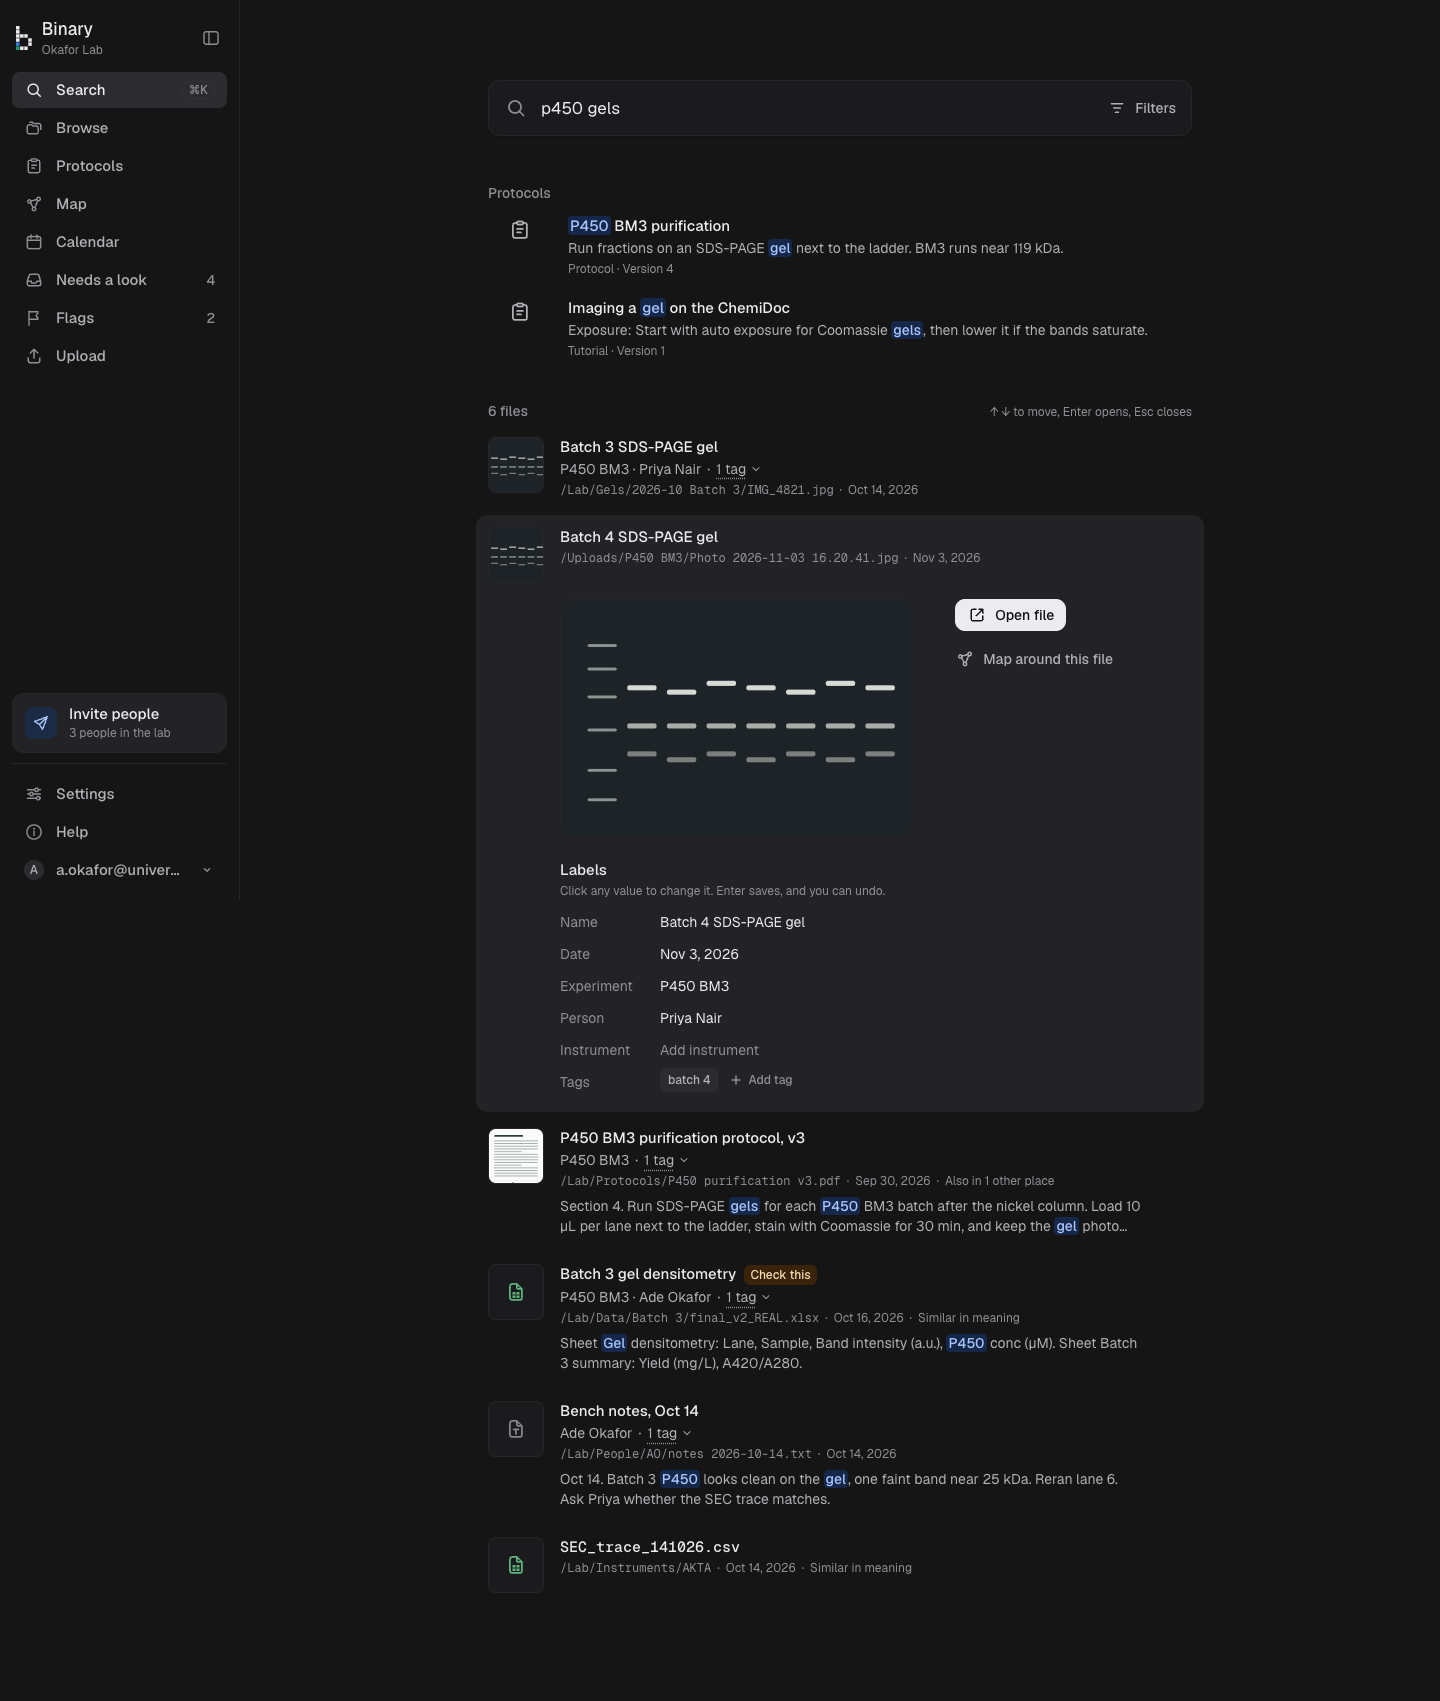 Binary
Okafor Lab
Search ⌘K
Browse
Protocols
Map
Calendar
Needs a look 4
Flags 2
Upload
Invite people
3 people in the lab
Settings
Help
A a.okafor@univer...
p450 gels
Filters
Protocols
P450 BM3 purification
Run fractions on an SDS-PAGE gel next to the ladder. BM3 runs near 119 kDa.
Protocol · Version 4
Imaging a gel on the ChemiDoc
Exposure: Start with auto exposure for Coomassie gels, then lower it if the bands saturate.
Tutorial · Version 1
6 files
↑↓ to move, Enter opens, Esc closes
Batch 3 SDS-PAGE gel
P450 BM3 · Priya Nair · 1 tag
/Lab/Gels/2026-10 Batch 3/IMG_4821.jpg · Oct 14, 2026
Batch 4 SDS-PAGE gel
/Uploads/P450 BM3/Photo 2026-11-03 16.20.41.jpg · Nov 3, 2026
Open file
Map around this file
Labels
Click any value to change it. Enter saves, and you can undo.
Name Batch 4 SDS-PAGE gel
Date Nov 3, 2026
Experiment P450 BM3
Person Priya Nair
Instrument Add instrument
Tags batch 4 + Add tag
P450 BM3 purification protocol, v3
P450 BM3 · 1 tag
/Lab/Protocols/P450 purification v3.pdf · Sep 30, 2026 · Also in 1 other place
Section 4. Run SDS-PAGE gels for each P450 BM3 batch after the nickel column. Load 10
µL per lane next to the ladder, stain with Coomassie for 30 min, and keep the gel photo…
Batch 3 gel densitometry Check this
P450 BM3 · Ade Okafor · 1 tag
/Lab/Data/Batch 3/final_v2_REAL.xlsx · Oct 16, 2026 · Similar in meaning
Sheet Gel densitometry: Lane, Sample, Band intensity (a.u.), P450 conc (µM). Sheet Batch
3 summary: Yield (mg/L), A420/A280.
Bench notes, Oct 14
Ade Okafor · 1 tag
/Lab/People/AO/notes 2026-10-14.txt · Oct 14, 2026
Oct 14. Batch 3 P450 looks clean on the gel, one faint band near 25 kDa. Reran lane 6.
Ask Priya whether the SEC trace matches.
SEC_trace_141026.csv
/Lab/Instruments/AKTA · Oct 14, 2026 · Similar in meaning